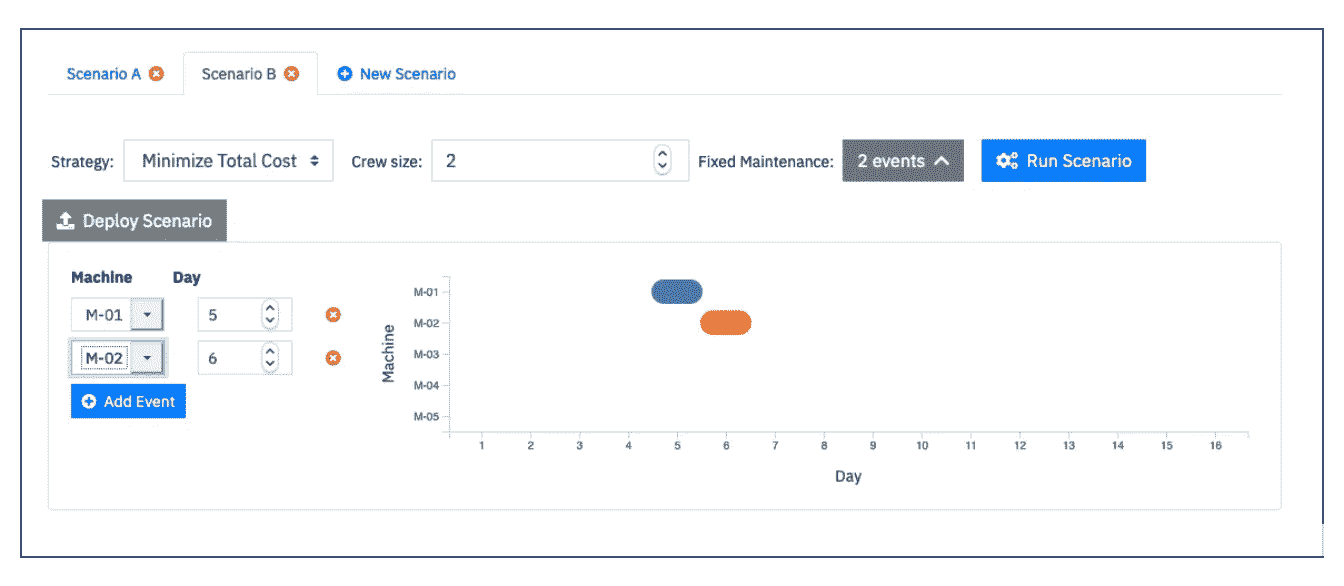 Scenario A Scenario B New Scenario
Strategy: Minimize Total Cost Crew size: 2 Fixed Maintenance: 2 events Run Scenario
Deploy Scenario
Machine Day
M-01 5
M-02 6
Add Event
Machine
M-01
M-02
M-03
M-04
M-05
1 2 3 4 5 6 7 8 9 10 11 12 13 14 15 16
Day